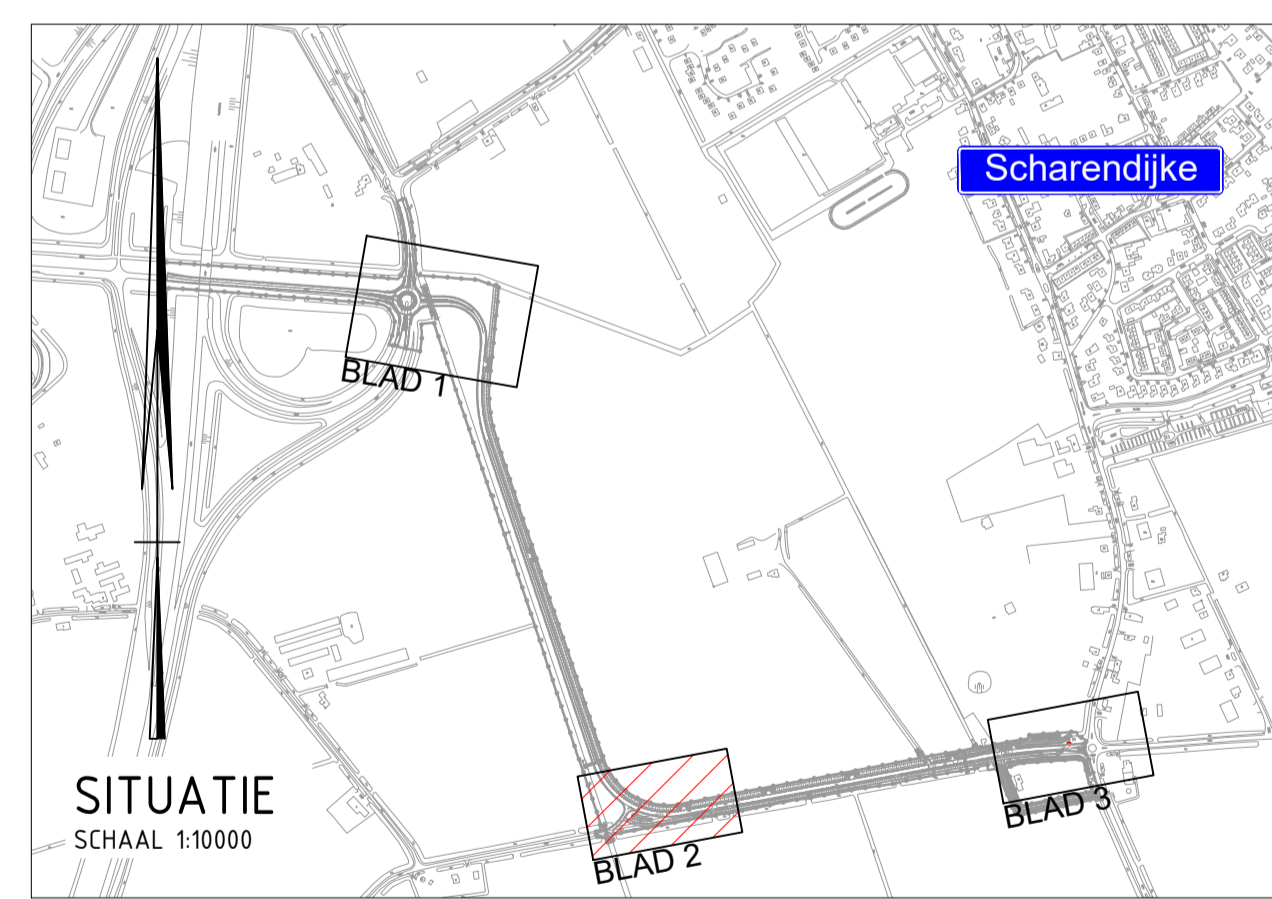 Scharendijke
BLAD 1
SITUATIE
SCHAAL 1:10000
BLAD 2
BLAD 3